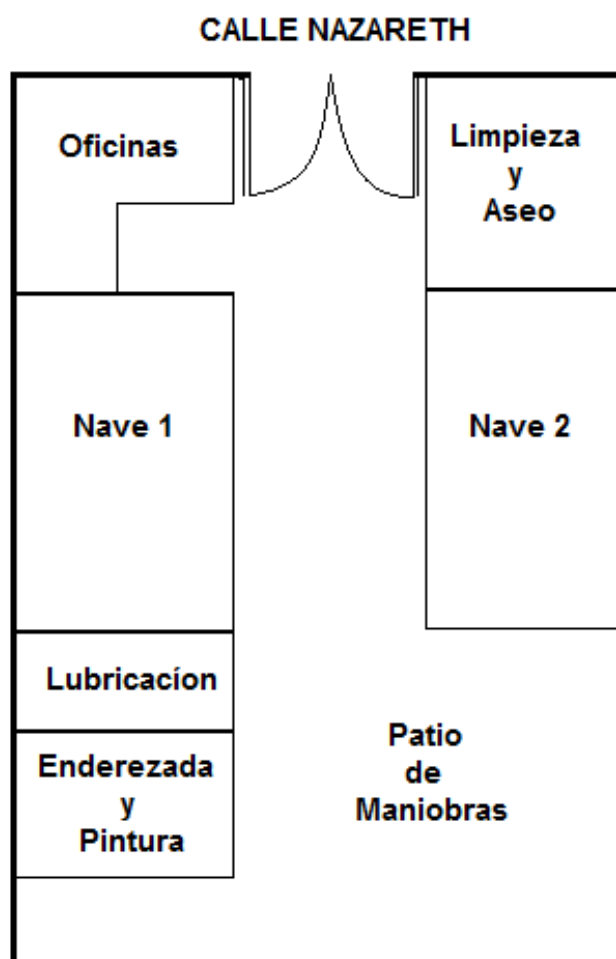 CALLE NAZARETH
Oficinas
Limpieza
y
Aseo
Nave 1
Nave 2
Lubricacíon
Enderezada
y
Pintura
Patio
de
Maniobras